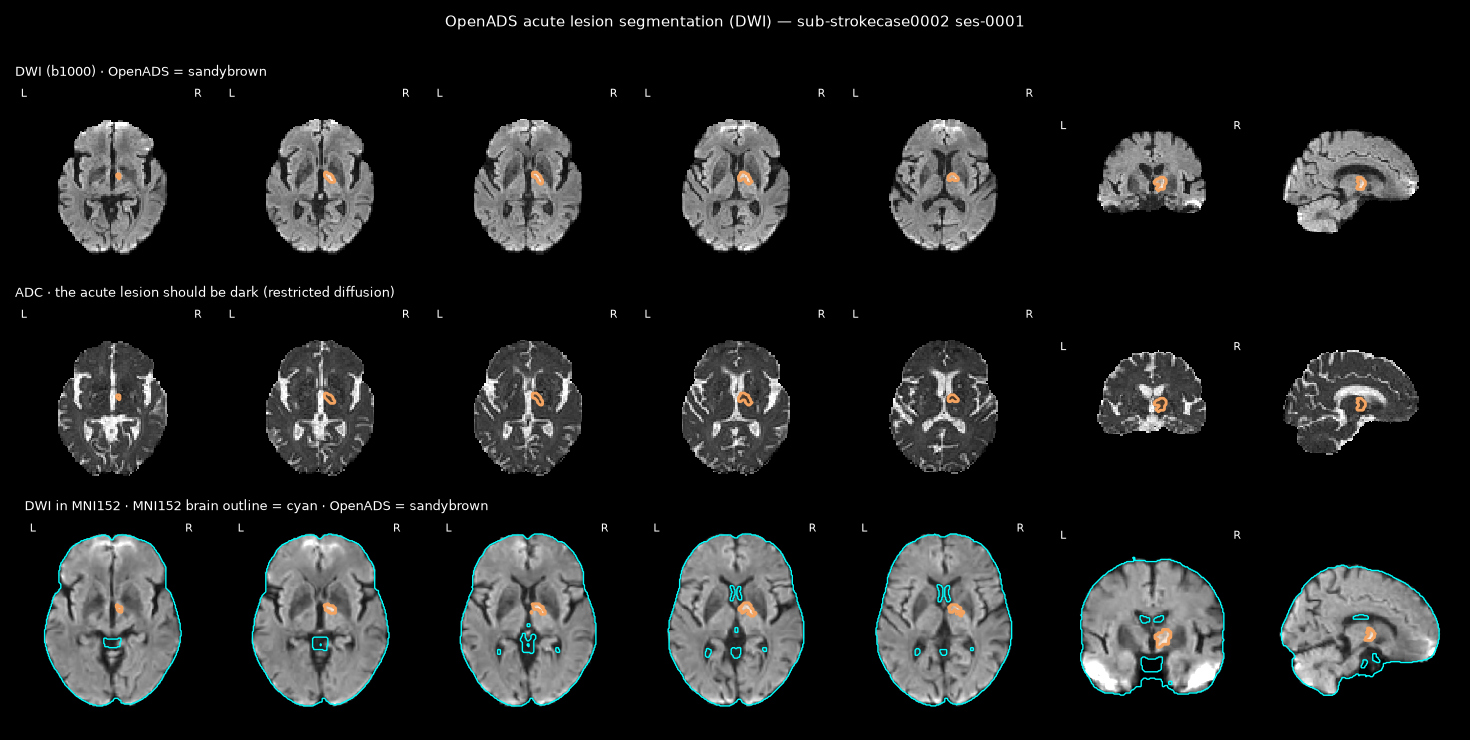 OpenADS acute lesion segmentation (DWI) — sub-strokecase0002 ses-0001
DWI (b1000) · OpenADS = sandybrown
L R L R L R L R L R L R
ADC · the acute lesion should be dark (restricted diffusion)
L R L R L R L R L R L R
DWI in MNI152 · MNI152 brain outline = cyan · OpenADS = sandybrown
L R L R L R L R L R L R